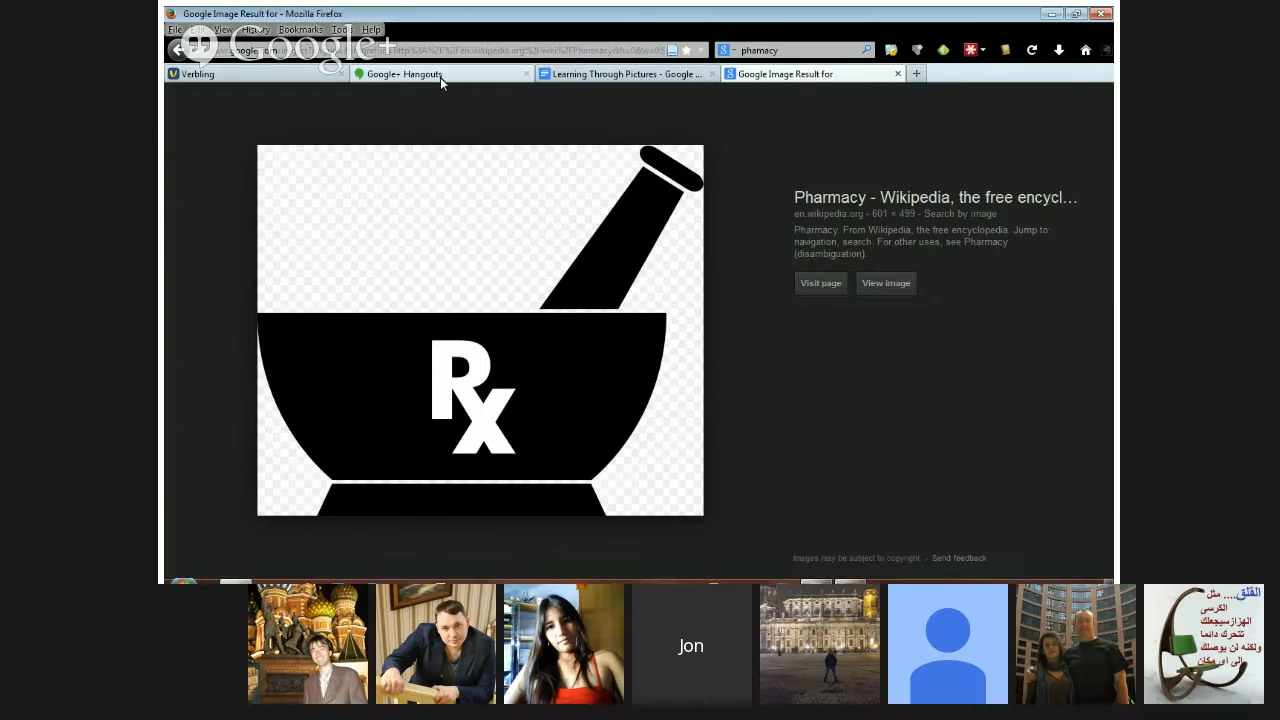 Google Image Result for - Mozilla Firefox
File Edit View History Bookmarks Tools Help
Google+
phamacy
Verbling
Google+ Hangouts
Learning Through Pictures - Google ...
Google Image Result for
Pharmacy - Wikipedia, the free encycl...
en.wikipedia.org - 601 × 499 - Search by image
Pharmacy. From Wikipedia, the free encyclopedia. Jump to:
navigation, search. For other uses, see Pharmacy
(disambiguation).
Visit page View image
Rx
Images may be subject to copyright. - Send feedback
Jon
القلق.... مثل
الكرسى
الهزاز سيجعلك
تتحرك دائما
ولكنه لن يوصلك
إلى اى مكان